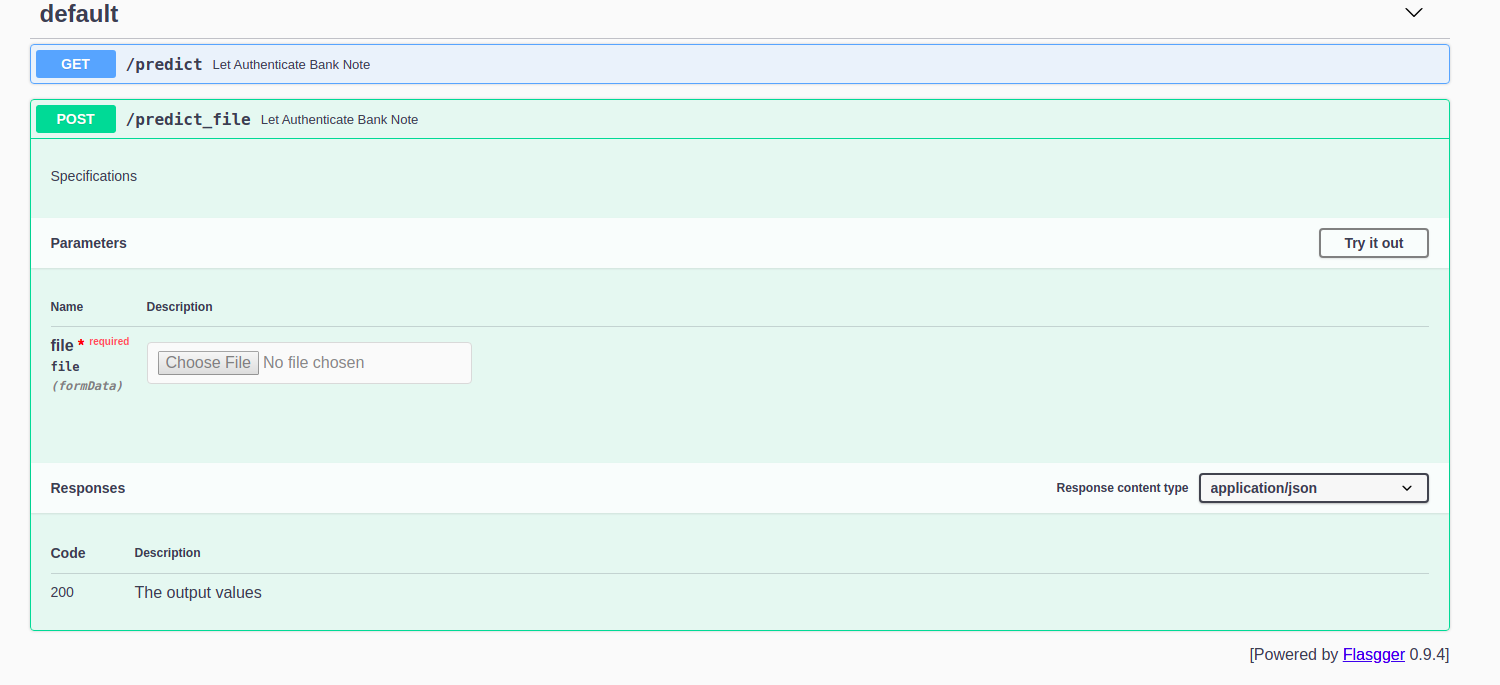 default
GET /predict Let Authenticate Bank Note
POST /predict_file Let Authenticate Bank Note
Specifications
Parameters Try it out
Name Description
file * required
file
(formData)
Choose File No file chosen
Responses Response content type application/json
Code Description
200 The output values
[Powered by Flasgger 0.9.4]